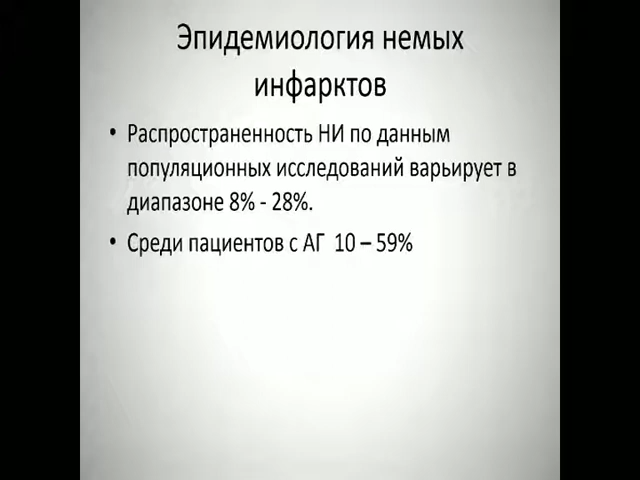 Эпидемиология немых
инфарктов
• Распространенность НИ по данным
популяционных исследований варьирует в
диапазоне 8% - 28%.
• Среди пациентов с АГ 10 – 59%